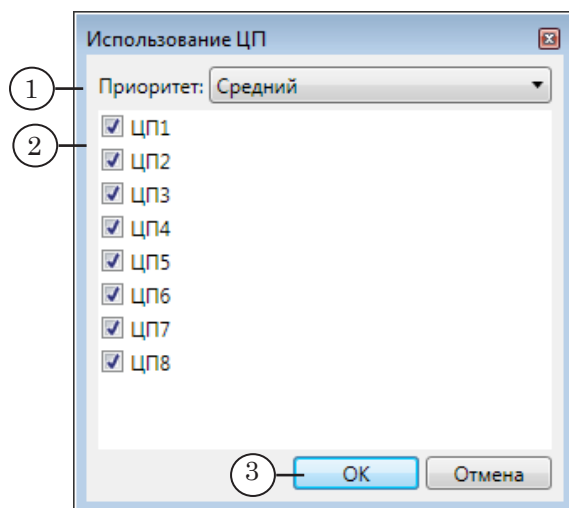 Использование ЦП
1 Приоритет: Средний
2 ЦП1
ЦП2
ЦП3
ЦП4
ЦП5
ЦП6
ЦП7
ЦП8
3 OK Отмена